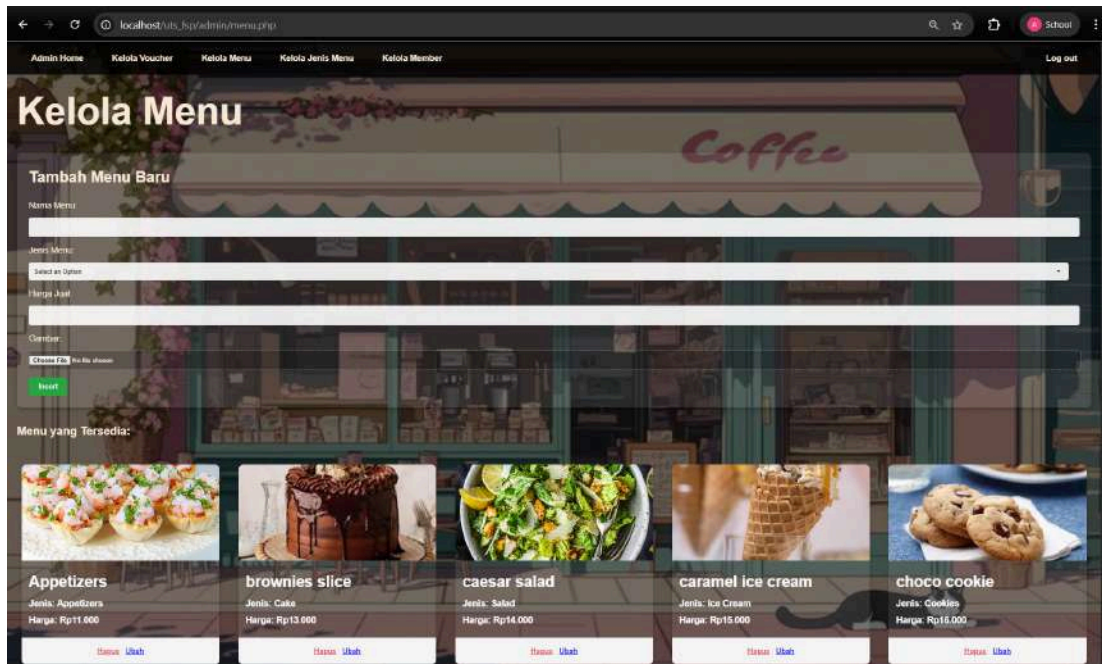 localhost/uts_fsp/admin/menu.php
School
Admin Home Kelola Voucher Kelola Menu Kelola Jenis Menu Kelola Member Log out
Kelola Menu
Coffee
Tambah Menu Baru
Nama Menu
Jenis Menu:
Select an Option
Harga Jual
Gambar:
Choose File No file chosen
Insert
Menu yang Tersedia:
Appetizers brownies slice caesar salad caramel ice cream choco cookie
Jenis: Appetizers Jenis: Cake Jenis: Salad Jenis: Ice Cream Jenis: Cookies
Harga: Rp11.000 Harga: Rp13.000 Harga: Rp14.000 Harga: Rp15.000 Harga: Rp16.000
Hapus Ubah Hapus Ubah Hapus Ubah Hapus Ubah Hapus Ubah